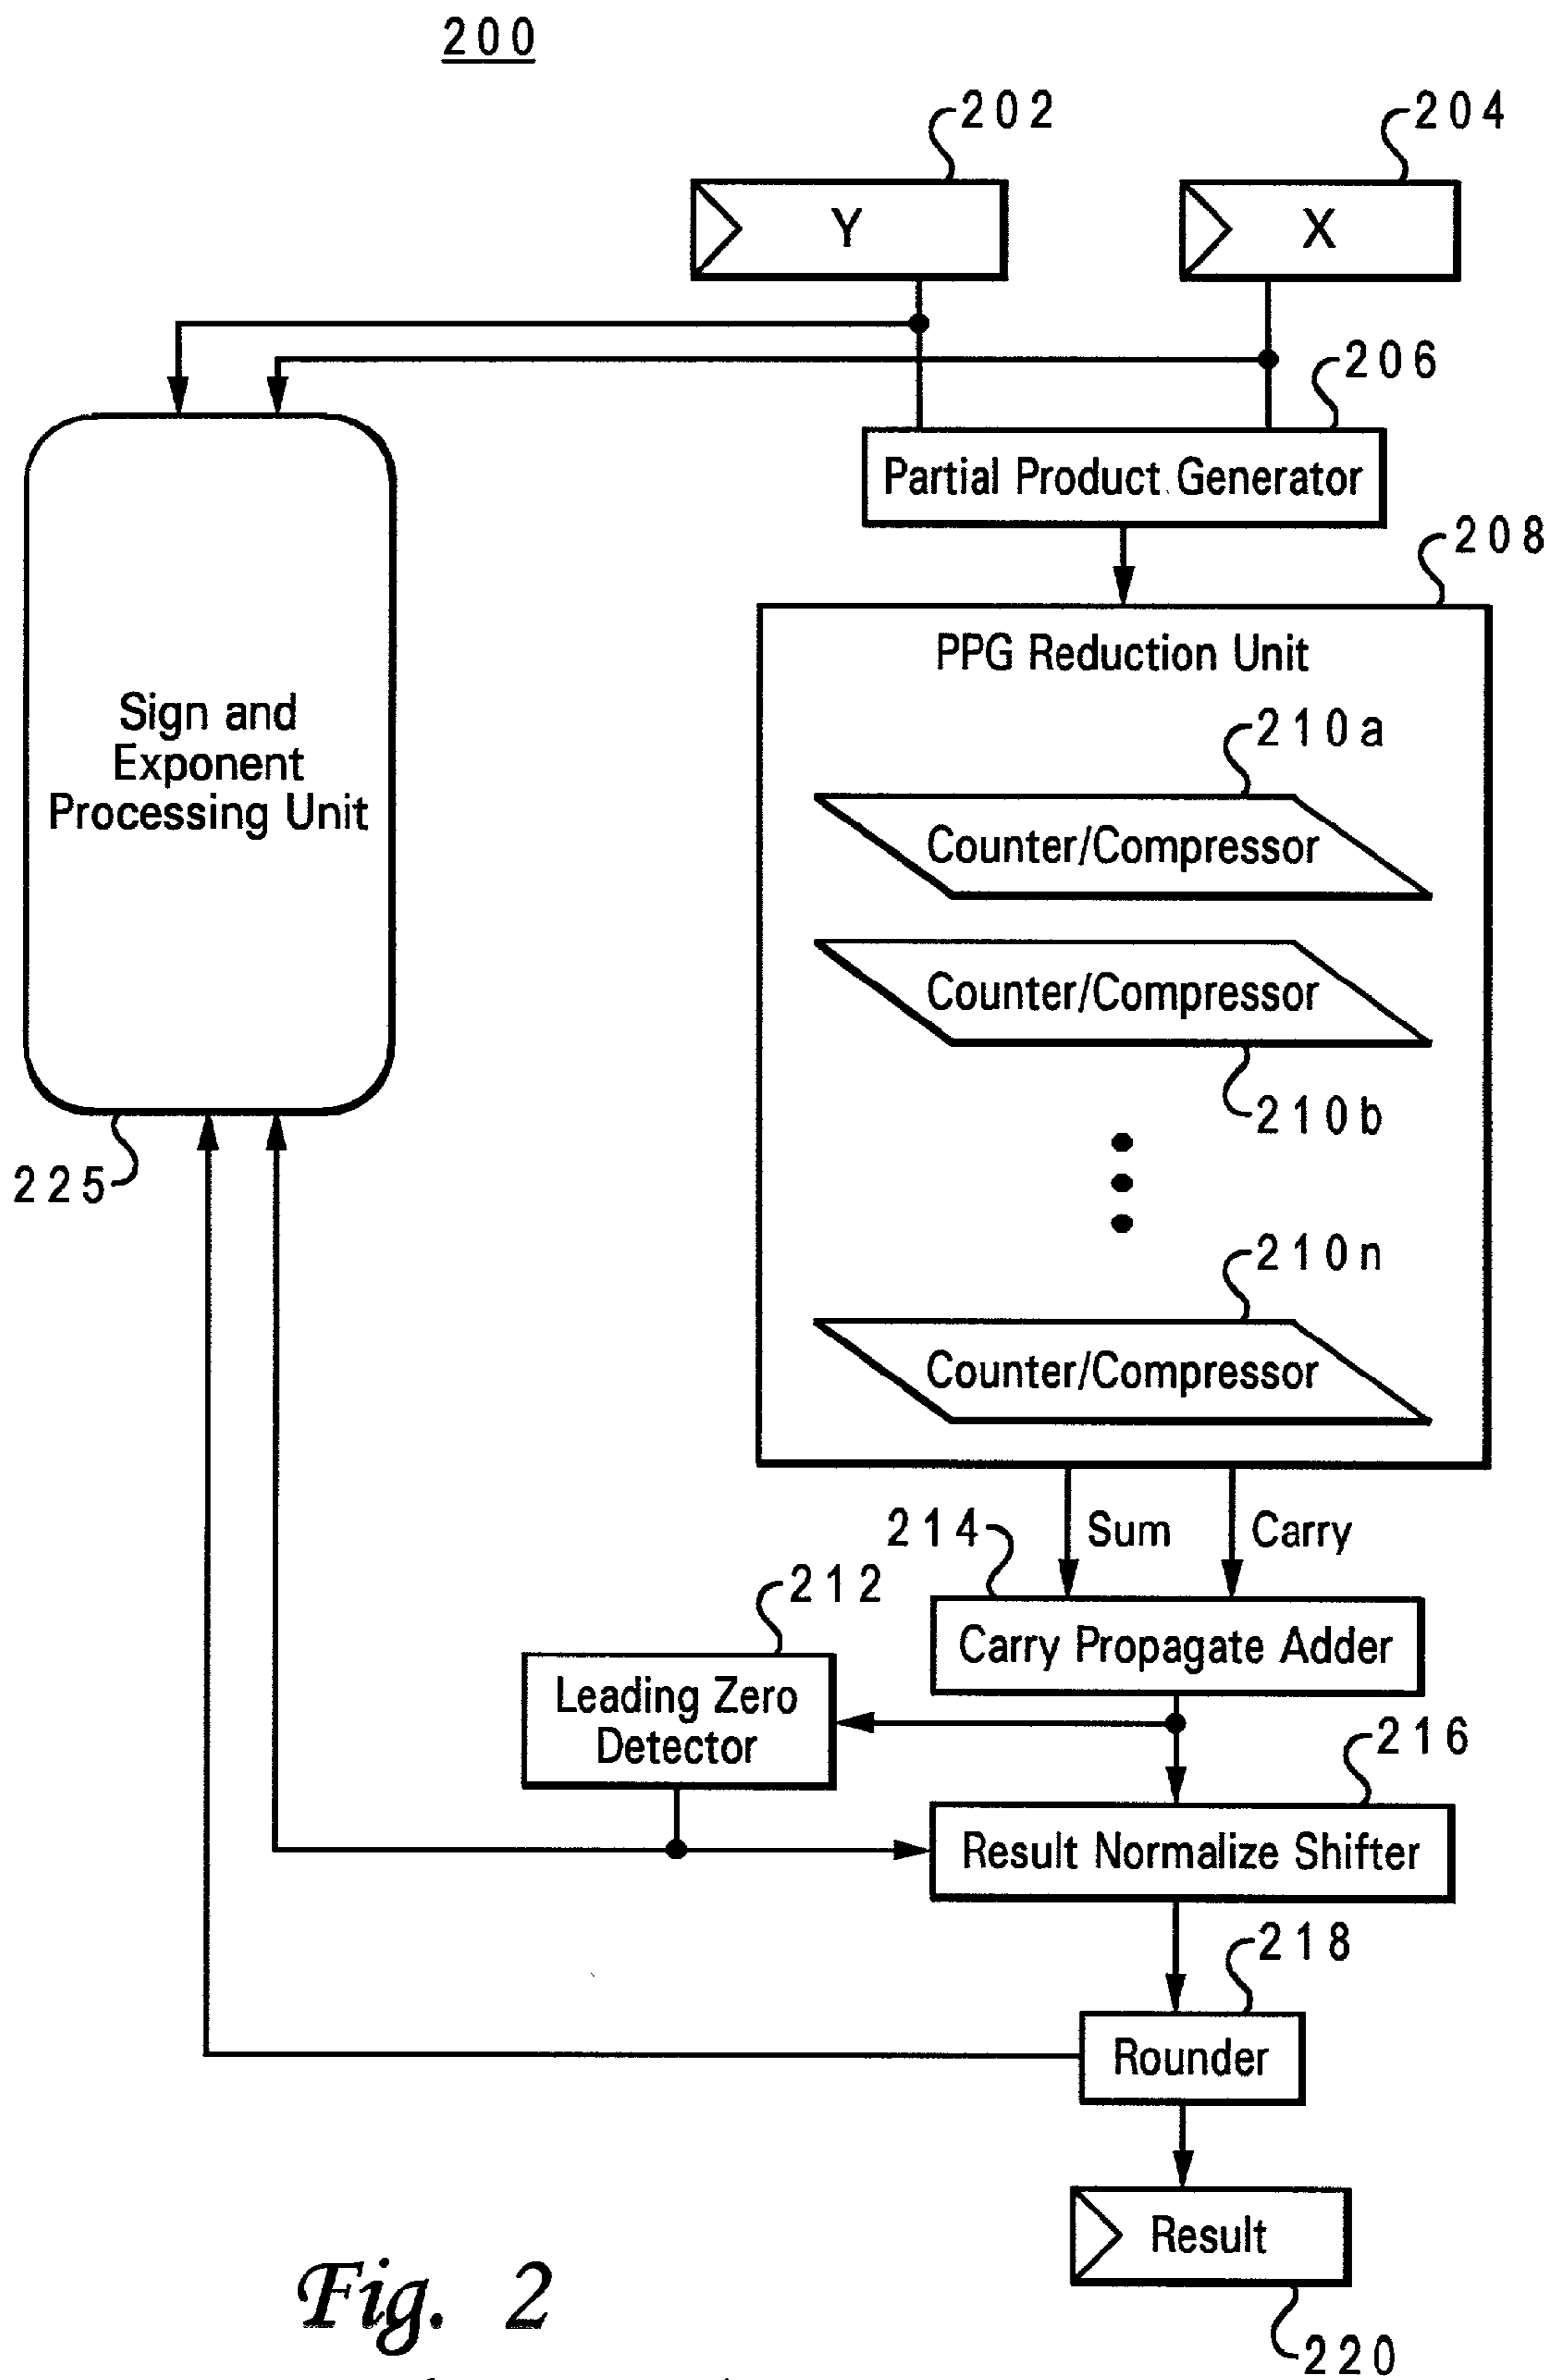 200
202
204
Y
X
206
Partial Product Generator
208
PPG Reduction Unit
210a
Counter/Compressor
Counter/Compressor
210b
210n
Counter/Compressor
Sign and
Exponent
Processing Unit
225
214
Sum
Carry
212
Carry Propagate Adder
Leading Zero
Detector
216
Result Normalize Shifter
218
Rounder
Result
220
Fig. 2